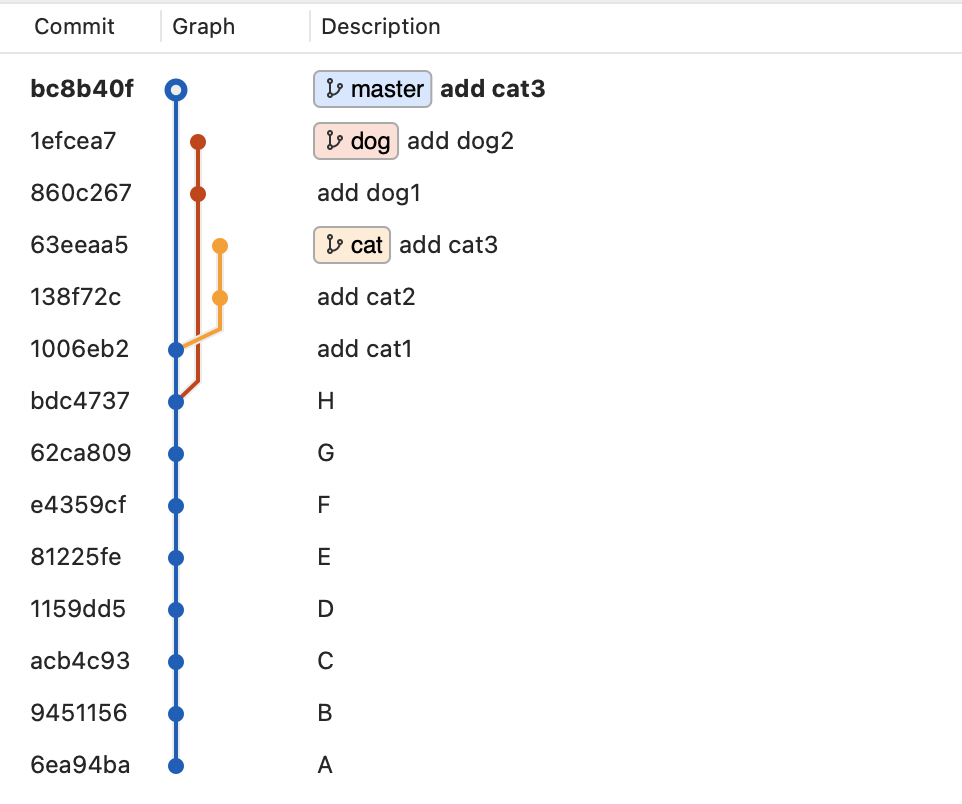 Commit Graph Description
bc8b40f master add cat3
1efcea7 dog add dog2
860c267 add dog1
63eeaa5 cat add cat3
138f72c add cat2
1006eb2 add cat1
bdc4737 H
62ca809 G
e4359cf F
81225fe E
1159dd5 D
acb4c93 C
9451156 B
6ea94ba A